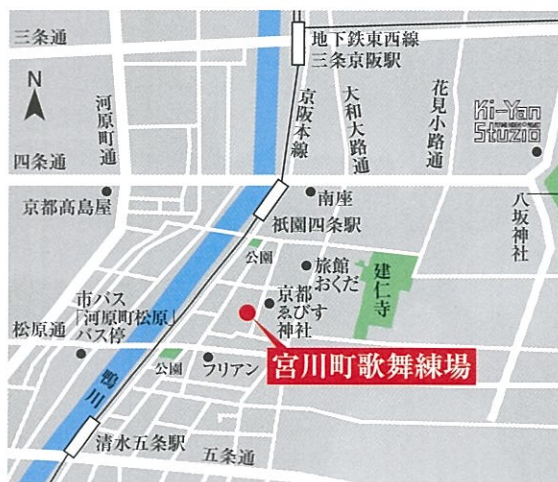 三条通
地下鉄東西線
三条京阪駅
N
河原町通
京阪本線
大和大路通
花見小路通
Ki-Yan
Stuzio
四条通
南座
京都髙島屋
祇園四条駅
八坂神社
公園
旅館
おくだ
建仁寺
市バス
「河原町松原」
バス停
京都
ゑびす
神社
松原通
宮川町歌舞練場
公園
フリアン
鴨川
清水五条駅
五条通